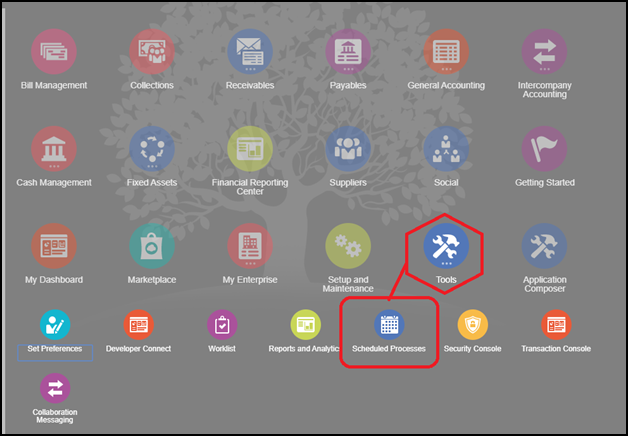 Bill Management
Collections
Receivables
Payables
General Accounting
Intercompany
Accounting
Cash Management
Fixed Assets
Financial Reporting
Center
Suppliers
Social
Getting Started
My Dashboard
Marketplace
My Enterprise
Setup and
Maintenance
Tools
Application
Composer
Set Preferences
Developer Connect
Worklist
Reports and Analytic
Scheduled Processes
Security Console
Transaction Console
Collaboration
Messaging